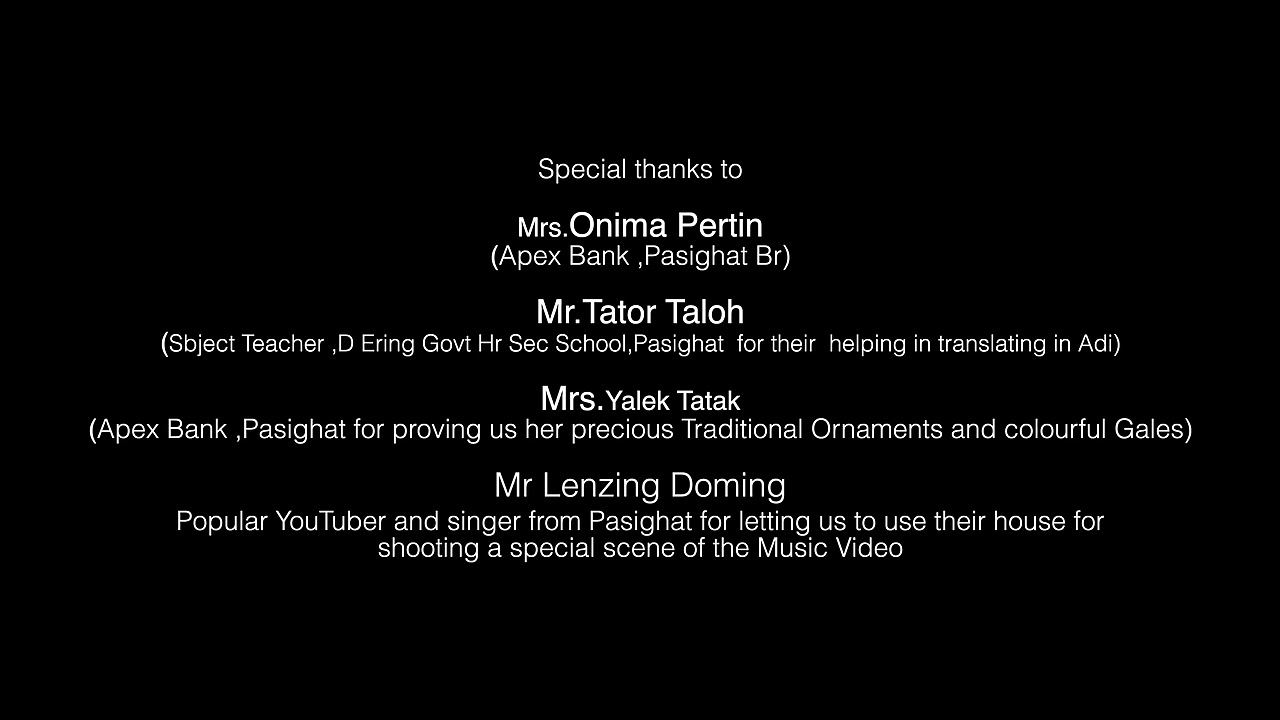 Special thanks to
Mrs.Onima Pertin
(Apex Bank ,Pasighat Br)
Mr.Tator Taloh
(Sbject Teacher ,D Ering Govt Hr Sec School,Pasighat  for their  helping in translating in Adi)
Mrs.Yalek Tatak
(Apex Bank ,Pasighat for proving us her precious Traditional Ornaments and colourful Gales)
Mr Lenzing Doming
Popular YouTuber and singer from Pasighat for letting us to use their house for
shooting a special scene of the Music Video